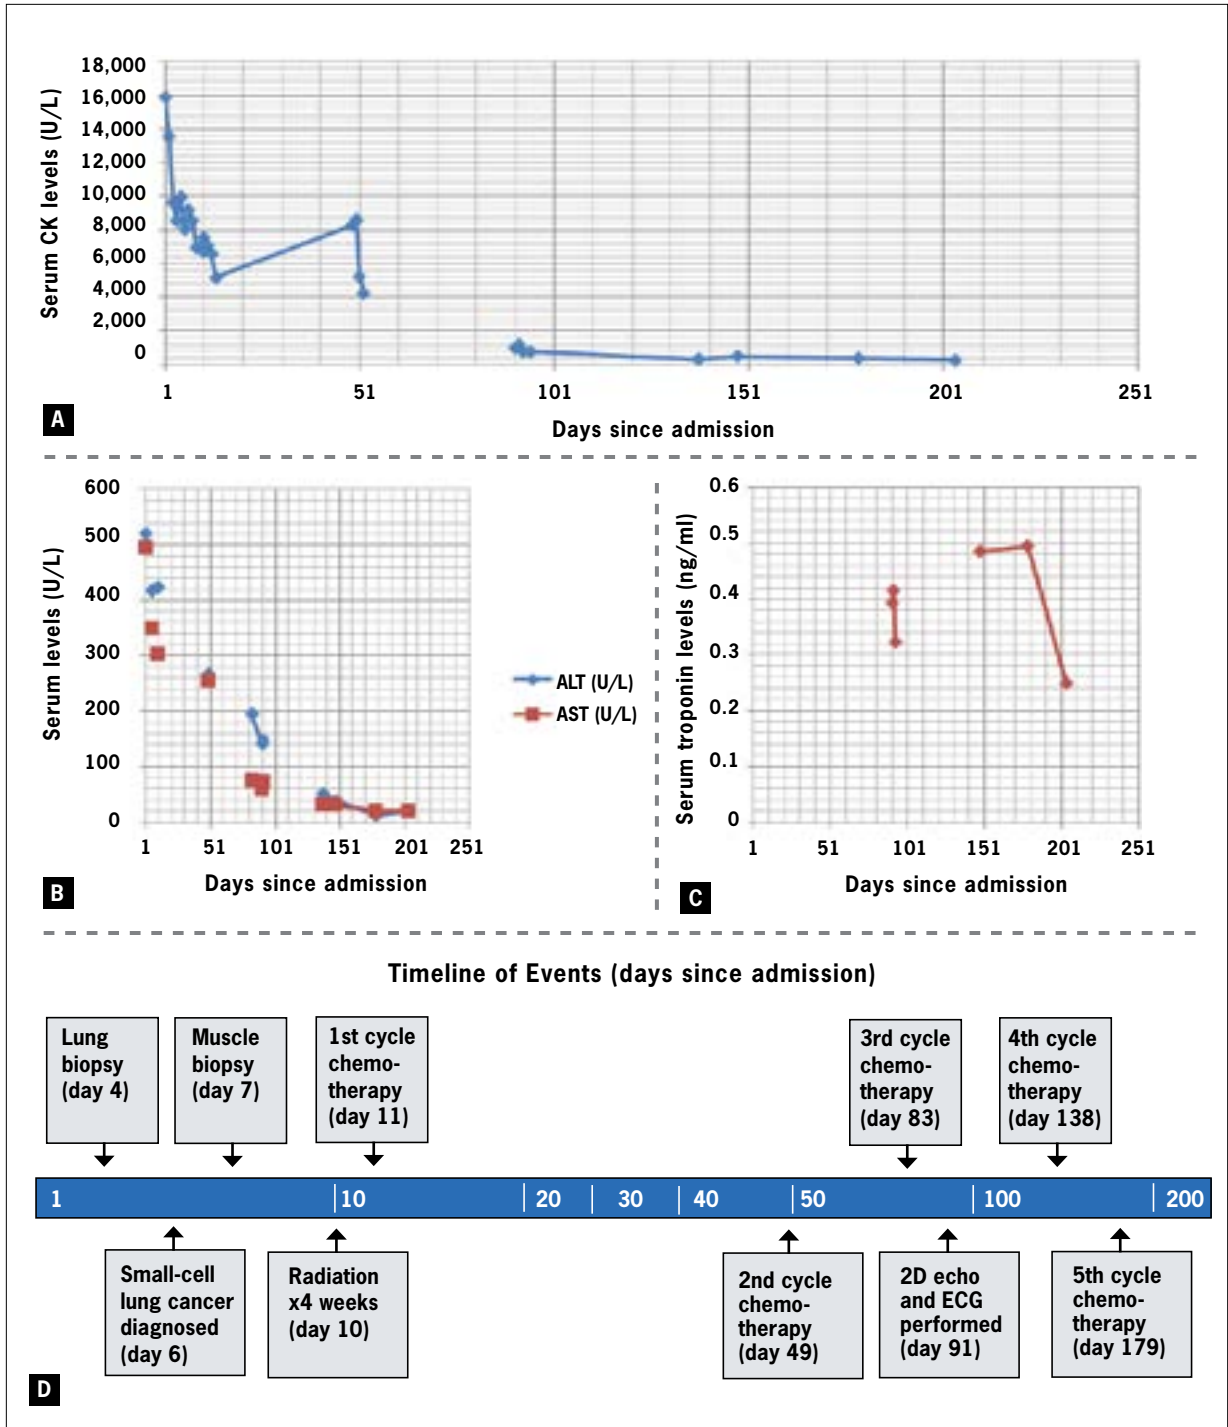 18,000
16,000
14,000
12,000
10,000
8,000
6,000
4,000
2,000
0
Serum CK levels (U/L)
1 51 101 151 201 251
Days since admission
A
600
500
400
300
200
100
0
Serum levels (U/L)
1 51 101 151 201 251
Days since admission
B
ALT (U/L)
AST (U/L)
0.6
0.5
0.4
0.3
0.2
0.1
0
Serum troponin levels (ng/ml)
1 51 101 151 201 251
Days since admission
C
Timeline of Events (days since admission)
Lung
biopsy
(day 4)
Muscle
biopsy
(day 7)
1st cycle
chemo-
therapy
(day 11)
3rd cycle
chemo-
therapy
(day 83)
4th cycle
chemo-
therapy
(day 138)
1 10 20 30 40 50 100 200
Small-cell
lung cancer
diagnosed
(day 6)
Radiation
x4 weeks
(day 10)
2nd cycle
chemo-
therapy
(day 49)
2D echo
and ECG
performed
(day 91)
5th cycle
chemo-
therapy
(day 179)
D